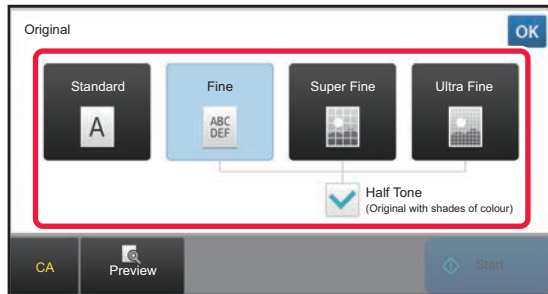 Original
OK
Standard
Fine
Super Fine
Ultra Fine
A
ABC
DEF
Half Tone
(Original with shades of colour)
CA
Preview
Start